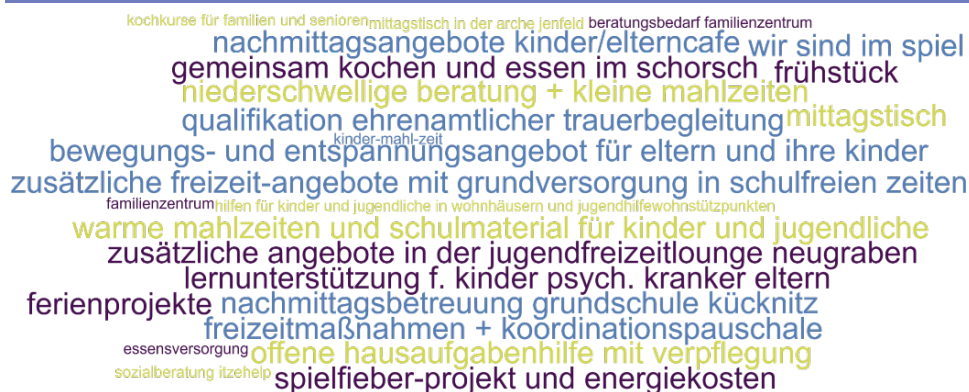 kochkurse für familien und senioren mittagstisch in der arche jenfeld beratungsbedarf familienzentrum
nachmittagsangebote kinder/elterncafe wir sind im spiel
gemeinsam kochen und essen im schorsch frühstück
niederschwellige beratung + kleine mahlzeiten
qualifikation ehrenamtlicher trauerbegleitung mittagstisch
kinder-mahl-zeit
bewegungs- und entspannungsangebot für eltern und ihre kinder
zusätzliche freizeit-angebote mit grundversorgung in schulfreien zeiten
familienzentrum hilfen für kinder und jugendliche in wohnhäusern und jugendhilfewohnstützpunkten
warme mahlzeiten und schulmaterial für kinder und jugendliche
zusätzliche angebote in der jugendfreizeitlounge neugraben
lernunterstützung f. kinder psych. kranker eltern
ferienprojekte nachmittagsbetreuung grundschule kücknitz
freizeitmaßnahmen + koordinationspauschale
essensversorgung offene hausaufgabenhilfe mit verpflegung
sozialberatung itzehelp spielfieber-projekt und energiekosten